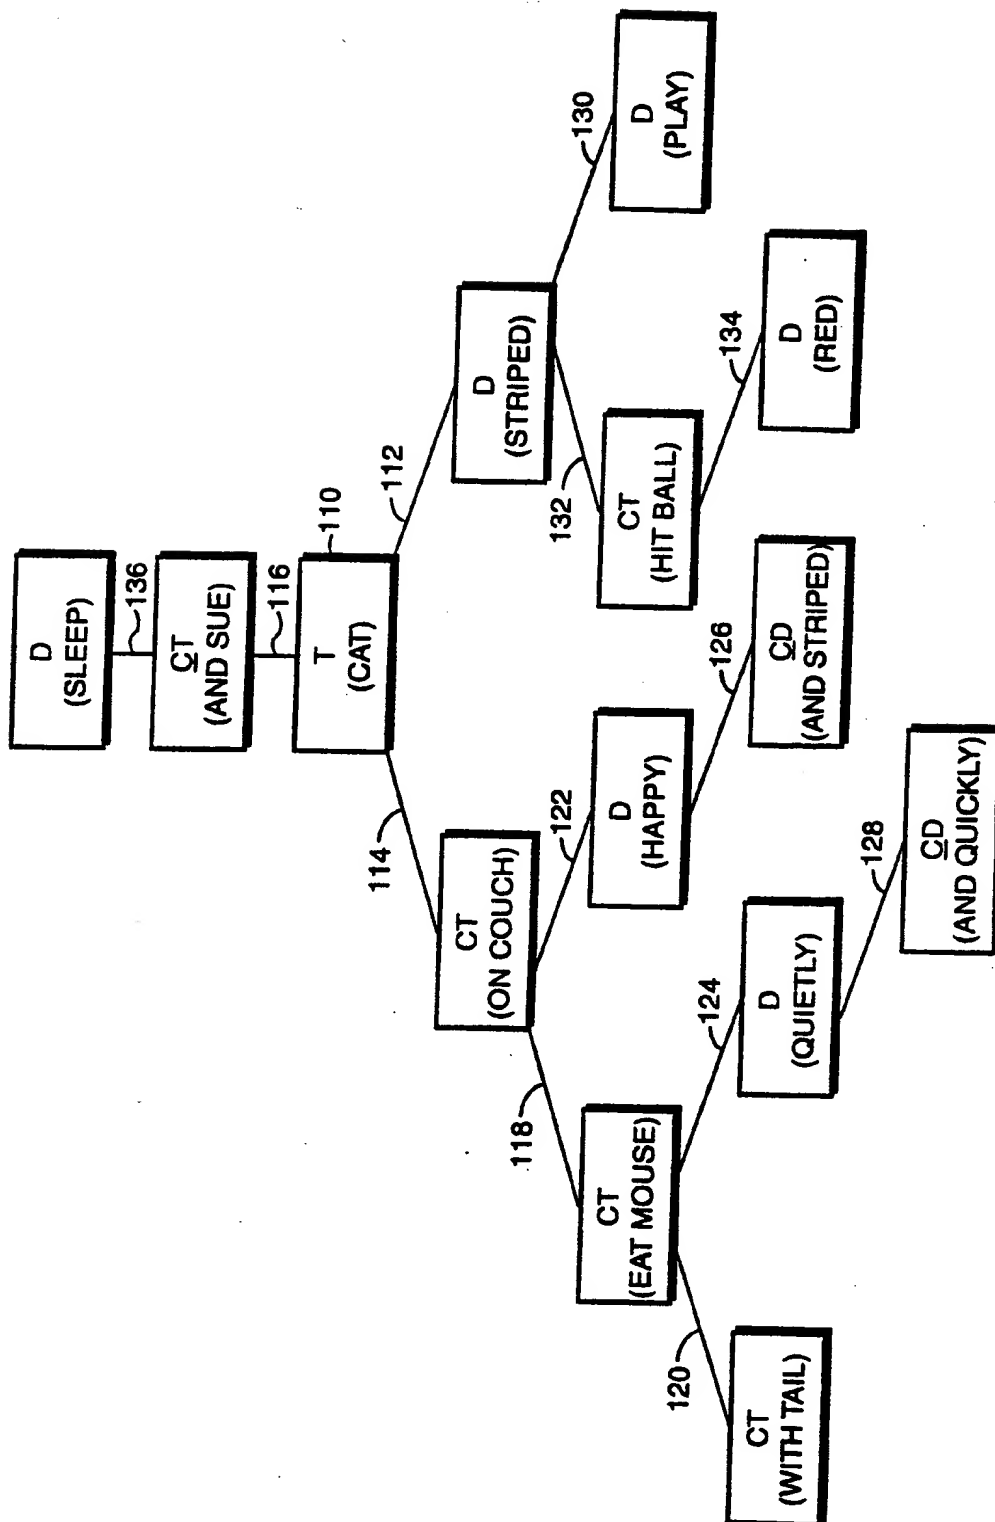 D
(SLEEP)
136
CT
(AND SUE)
116
T
(CAT)
110
114
112
CT
(ON COUCH)
D
(STRIPED)
118
122
132
130
CT
(EAT MOUSE)
D
(HAPPY)
CT
(HIT BALL)
D
(PLAY)
120
124
126
134
CT
(WITH TAIL)
D
(QUIETLY)
CD
(AND STRIPED)
D
(RED)
128
CD
(AND QUICKLY)